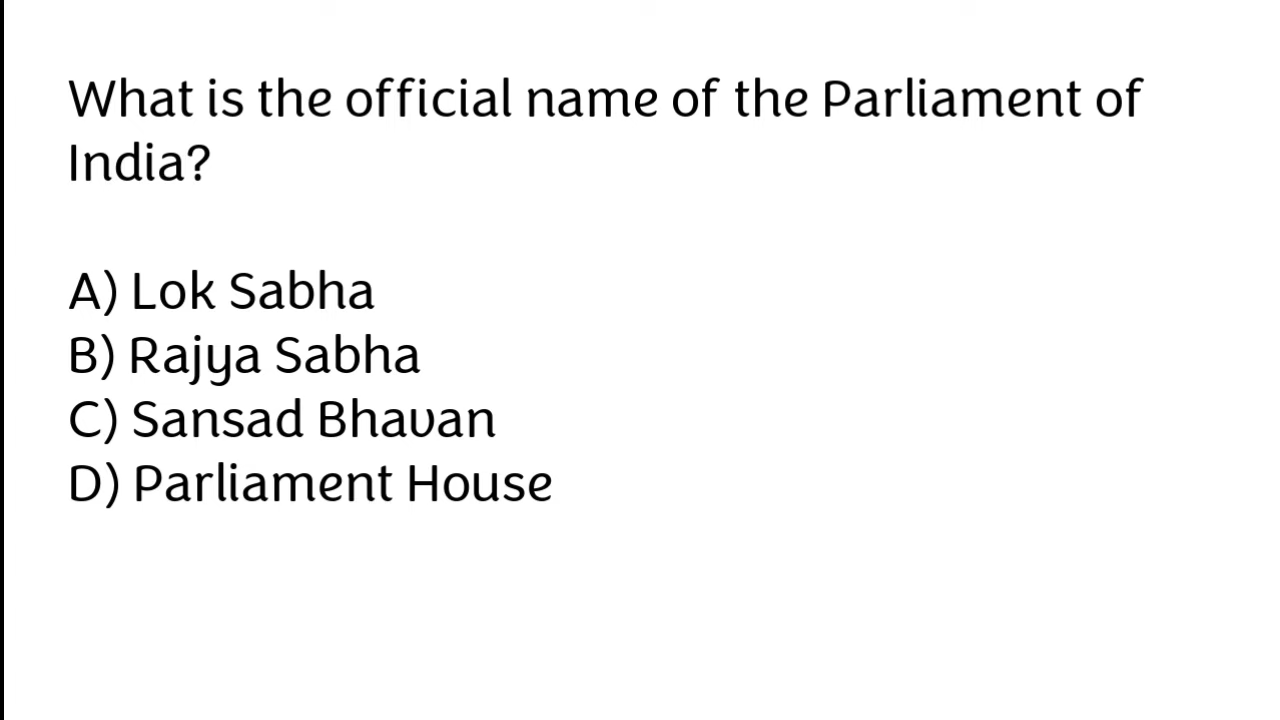 What is the official name of the Parliament of
India?
A) Lok Sabha
B) Rajya Sabha
C) Sansad Bhavan
D) Parliament House